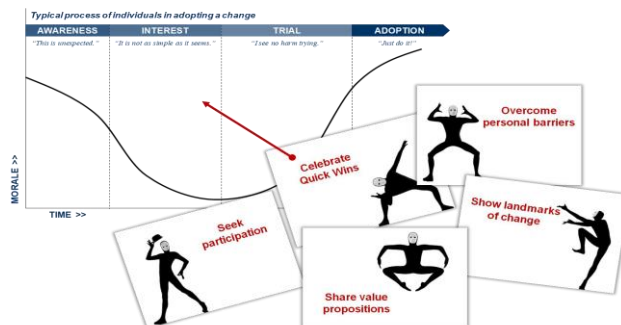 Typical process of individuals in adopting a change
AWARENESS INTEREST TRIAL ADOPTION
"This is unexpected." "It is not as simple as it seems." "I see no harm trying." "Just do it!"
MORALE >>
TIME >>
Overcome
personal barriers
Celebrate
Quick Wins
Show landmarks
of change
Seek
participation
Share value
propositions